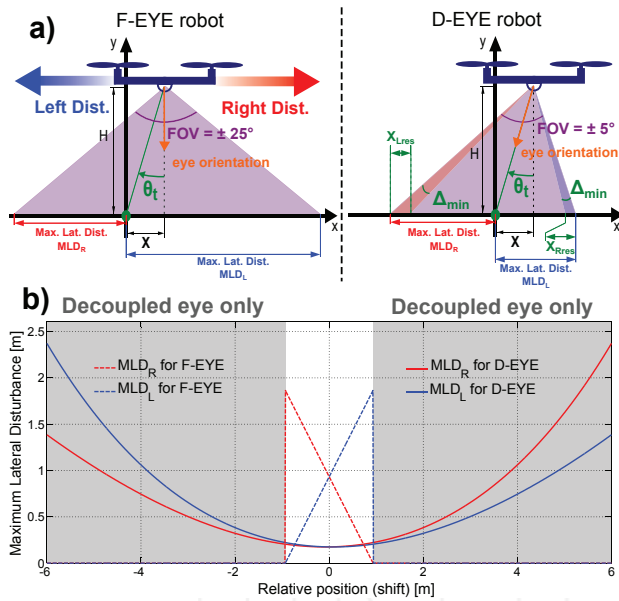 a)
F-EYE robot
D-EYE robot
y
y
Left Dist.
Right Dist.
H
FOV = ± 25°
eye orientation
θt
x
X
Max. Lat. Dist.
MLDR
Max. Lat. Dist.
MLDL
H
FOV = ± 5°
eye orientation
XLres
Δmin
θt
Δmin
x
X
XRres
Max. Lat. Dist.
MLDR
Max. Lat. Dist.
MLDL
b)
Decoupled eye only
Decoupled eye only
Maximum Lateral Disturbance [m]
2.5
2
1.5
1
0.5
0
MLDR for F-EYE
MLDL for F-EYE
MLDR for D-EYE
MLDL for D-EYE
-6 -4 -2 0 2 4 6
Relative position (shift) [m]